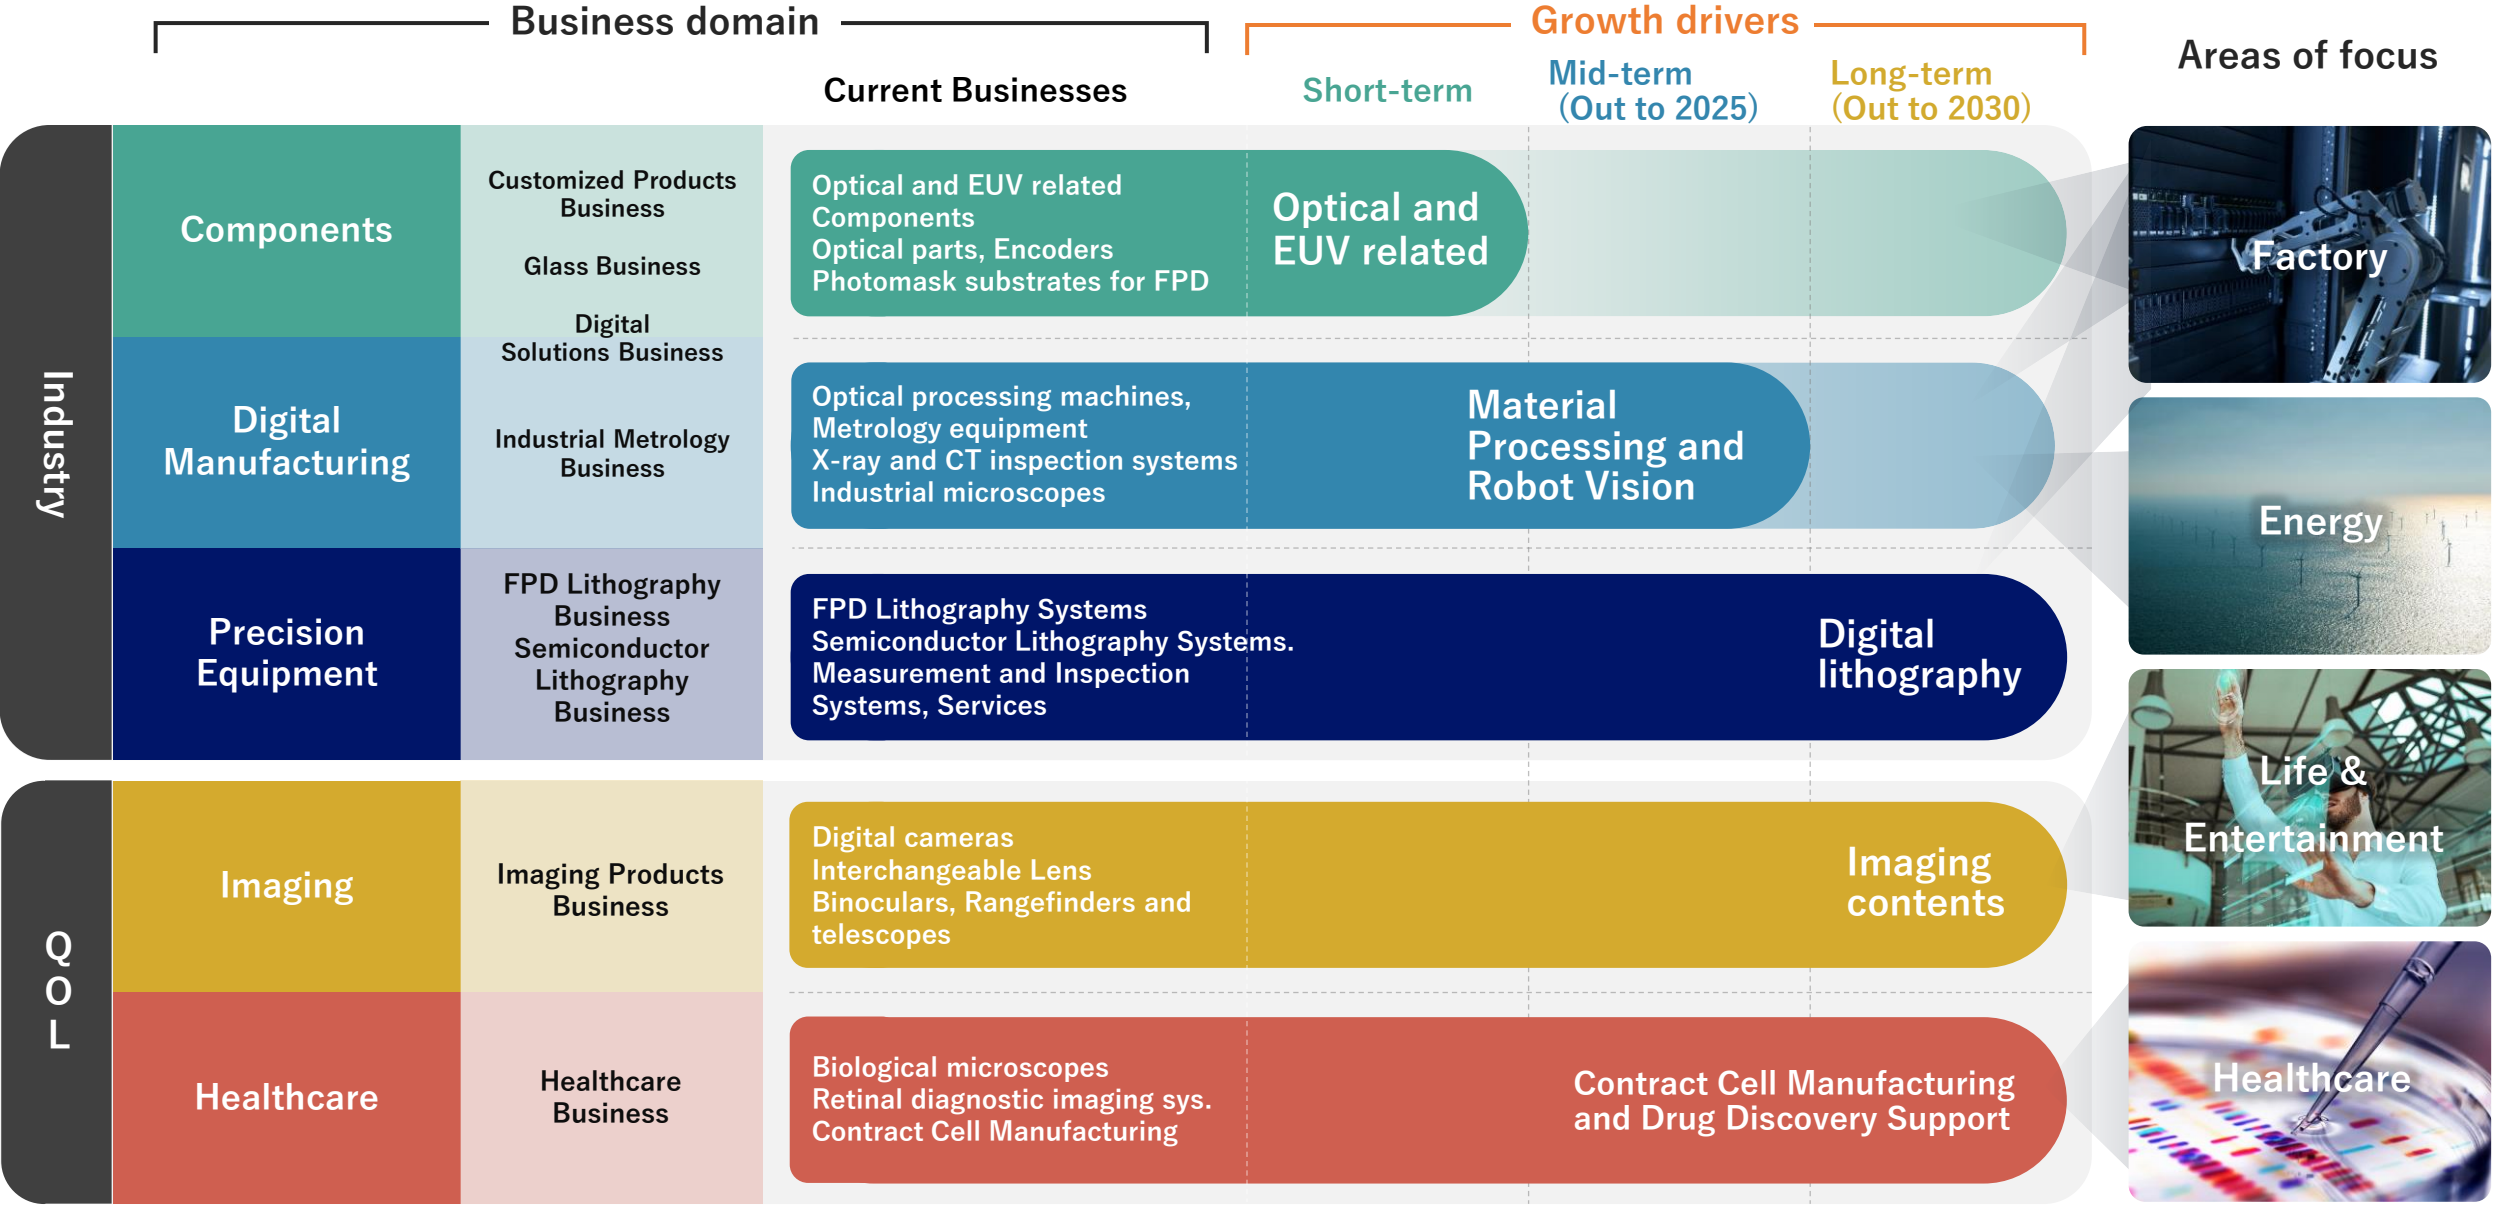 Business domain
Growth drivers
Areas of focus
Current Businesses
Short-term
Mid-term
(Out to 2025)
Long-term
(Out to 2030)
Industry
Components
Customized Products
Business
Glass Business
Digital
Solutions Business
Optical and EUV related
Components
Optical parts, Encoders
Photomask substrates for FPD
Optical and
EUV related
Digital
Manufacturing
Industrial Metrology
Business
Optical processing machines,
Metrology equipment
X-ray and CT inspection systems
Industrial microscopes
Material
Processing and
Robot Vision
Precision
Equipment
FPD Lithography
Business
Semiconductor
Lithography
Business
FPD Lithography Systems
Semiconductor Lithography Systems.
Measurement and Inspection
Systems, Services
Digital
lithography
QOL
Imaging
Imaging Products
Business
Digital cameras
Interchangeable Lens
Binoculars, Rangefinders and
telescopes
Imaging
contents
Healthcare
Healthcare
Business
Biological microscopes
Retinal diagnostic imaging sys.
Contract Cell Manufacturing
Contract Cell Manufacturing
and Drug Discovery Support
Factory
Energy
Life &
Entertainment
Healthcare